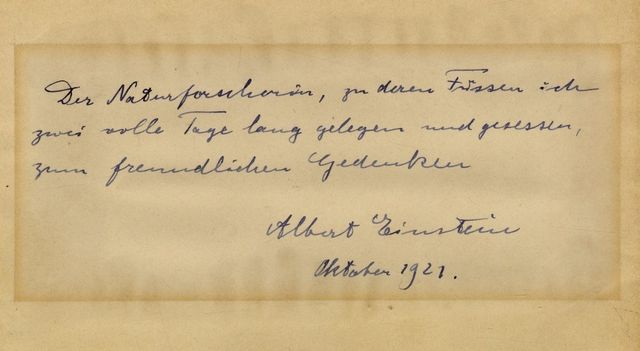 Der Naturforscherin, zu deren Füssen ich
zwei volle Tage lang gelegen und gesessen,
zum freundlichen Gedenken
Albert Einstein
Oktober 1921.